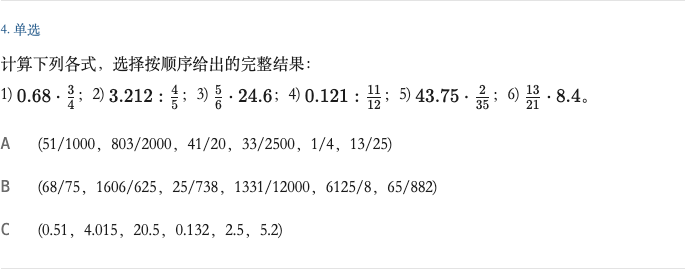 4. 单选
计算下列各式，选择按顺序给出的完整结果：
1) 0.68 · 3/4；2) 3.212 : 4/5；3) 5/6 · 24.6；4) 0.121 : 11/12；5) 43.75 · 2/35；6) 13/21 · 8.4。
A (51/1000，803/2000，41/20，33/2500，1/4，13/25)
B (68/75，1606/625，25/738，1331/12000，6125/8，65/882)
C (0.51，4.015，20.5，0.132，2.5，5.2)